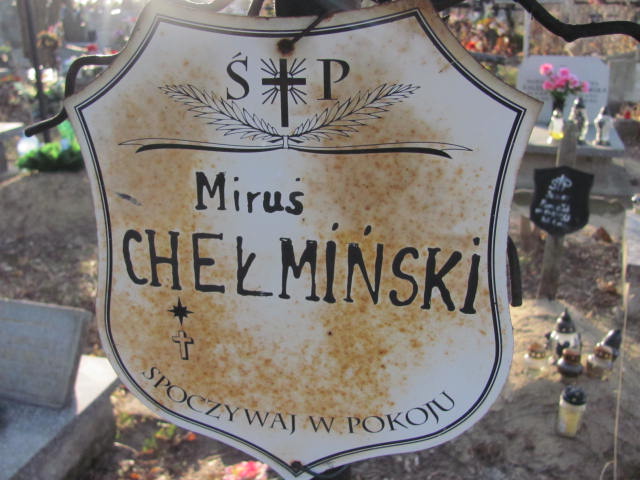 Ś P
Miruś
CHEŁMIŃSKI
SPOCZYWAJ W POKOJU